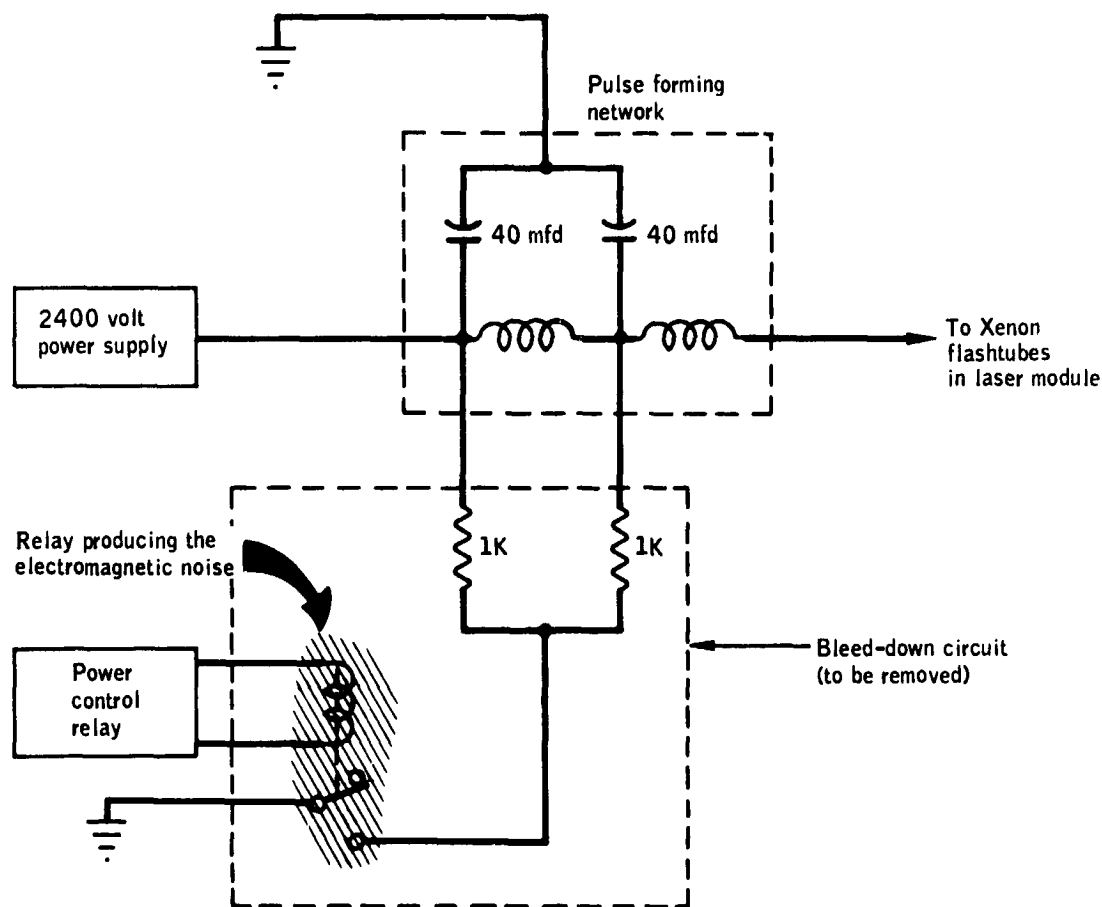 Pulse forming
network
40 mfd
40 mfd
2400 volt
power supply
To Xenon
flashtubes
in laser module
Relay producing the
electromagnetic noise
1K
1K
Bleed-down circuit
(to be removed)
Power
control
relay